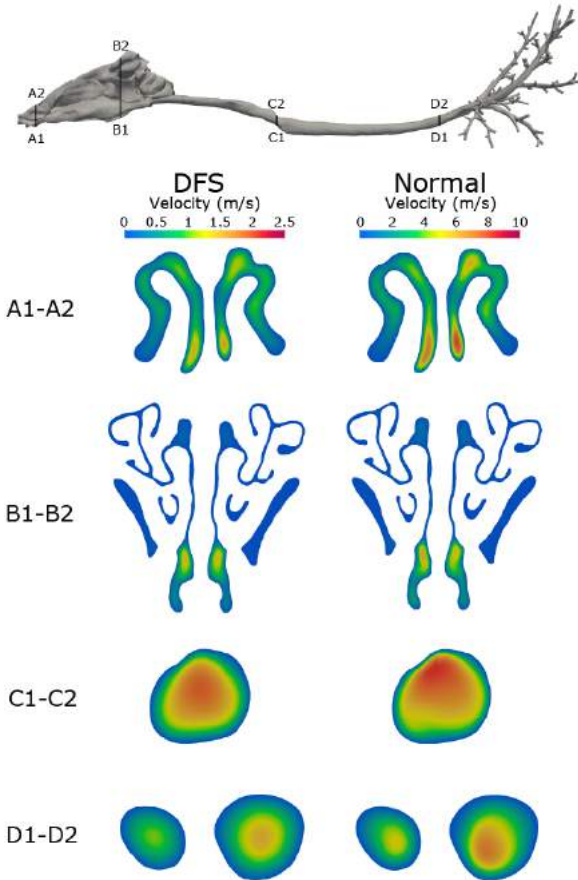 B2
A2
C2
D2
A1
B1
C1
D1
DFS
Normal
Velocity (m/s)
Velocity (m/s)
0 0.5 1 1.5 2 2.5
0 2 4 6 8 10
A1-A2
B1-B2
C1-C2
D1-D2